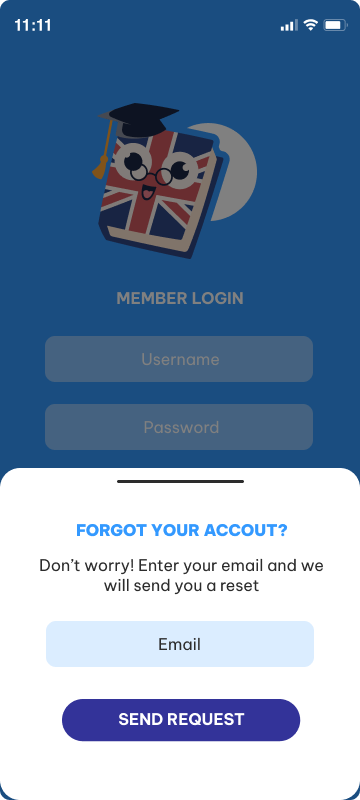 11:11
MEMBER LOGIN
Username
Password
FORGOT YOUR ACCOUT?
Don’t worry! Enter your email and we
will send you a reset
Email
SEND REQUEST